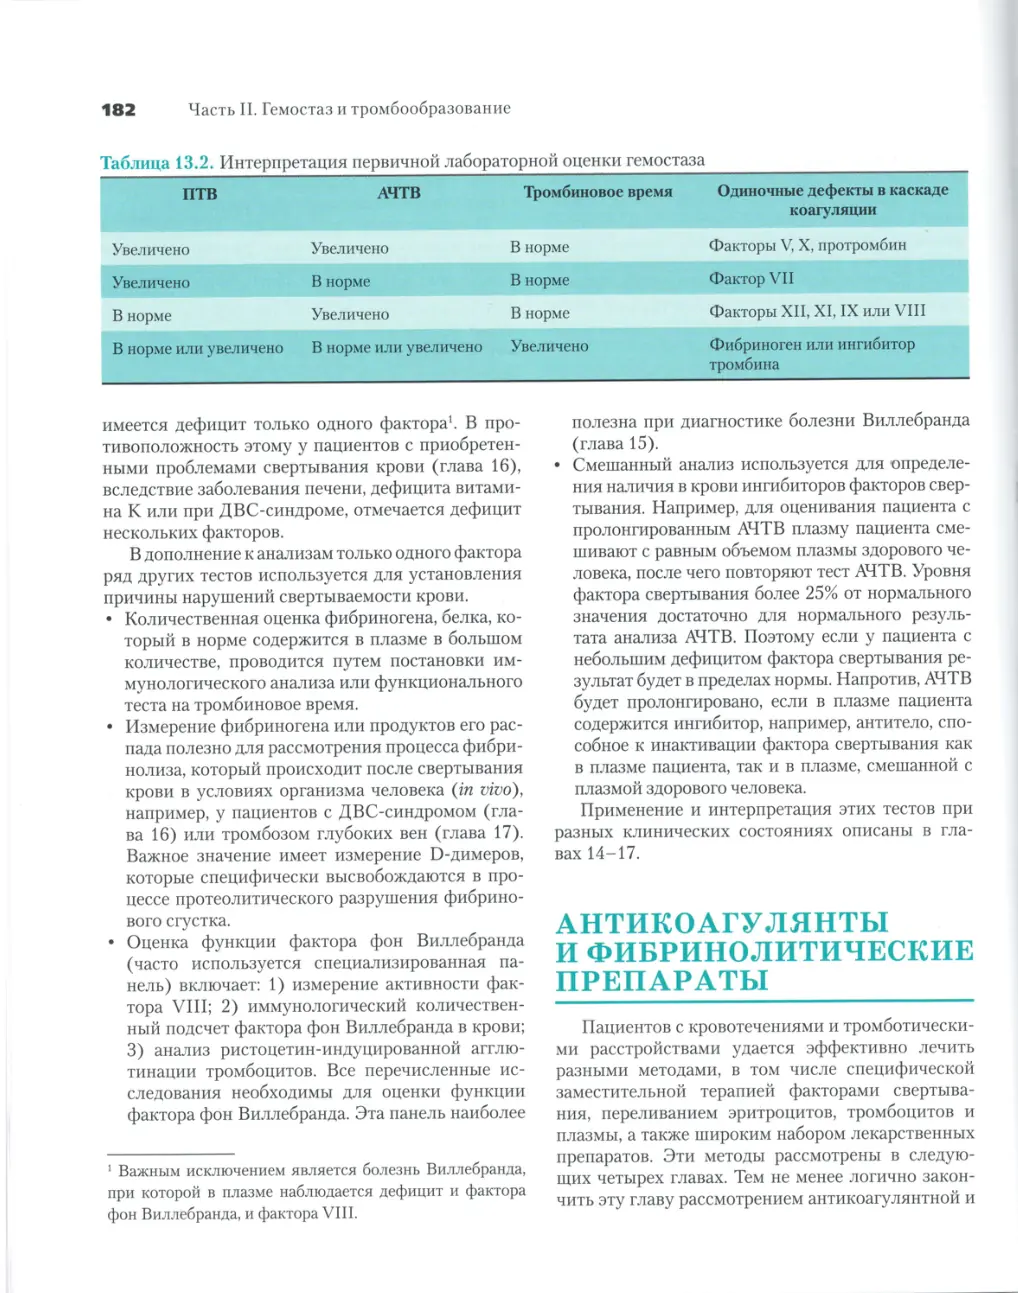 182 Часть II. Гемостаз и тромбообразование
Таблица 13.2. Интерпретация первичной лабораторной оценки гемостаза
ПТВ АЧТВ Тромбиновое время Одиночные дефекты в каскаде
коагуляции
Увеличено Увеличено В норме Факторы V, X, протромбин
Увеличено В норме В норме Фактор VII
В норме Увеличено В норме Факторы XII, XI, IX или VIII
В норме или увеличено В норме или увеличено Увеличено Фибриноген или ингибитор
тромбина
имеется дефицит только одного фактора¹. В про-
тивоположность этому у пациентов с приобретен-
ными проблемами свертывания крови (глава 16),
вследствие заболевания печени, дефицита витами-
на К или при ДВС-синдроме, отмечается дефицит
нескольких факторов.
В дополнение к анализам только одного фактора
ряд других тестов используется для установления
причины нарушений свертываемости крови.
• Количественная оценка фибриногена, белка, ко-
торый в норме содержится в плазме в большом
количестве, проводится путем постановки им-
мунологического анализа или функционального
теста на тромбиновое время.
• Измерение фибриногена или продуктов его рас-
пада полезно для рассмотрения процесса фибри-
нолиза, который происходит после свертывания
крови в условиях организма человека (in vivo),
например, у пациентов с ДВС-синдромом (гла-
ва 16) или тромбозом глубоких вен (глава 17).
Важное значение имеет измерение D-димеров,
которые специфически высвобождаются в про-
цессе протеолитического разрушения фибрино-
вого сгустка.
• Оценка функции фактора фон Виллебранда
(часто используется специализированная па-
нель) включает: 1) измерение активности фак-
тора VIII; 2) иммунологический количествен-
ный подсчет фактора фон Виллебранда в крови;
3) анализ ристоцетин-индуцированной агглю-
тинации тромбоцитов. Все перечисленные ис-
следования необходимы для оценки функции
фактора фон Виллебранда. Эта панель наиболее
¹ Важным исключением является болезнь Виллебранда,
при которой в плазме наблюдается дефицит и фактора
фон Виллебранда, и фактора VIII.
полезна при диагностике болезни Виллебранда
(глава 15).
• Смешанный анализ используется для определе-
ния наличия в крови ингибиторов факторов свер-
тывания. Например, для оценивания пациента с
пролонгированным АЧТВ плазму пациента сме-
шивают с равным объемом плазмы здорового че-
ловека, после чего повторяют тест АЧТВ. Уровня
фактора свертывания более 25% от нормального
значения достаточно для нормального резуль-
тата анализа АЧТВ. Поэтому если у пациента с
небольшим дефицитом фактора свертывания ре-
зультат будет в пределах нормы. Напротив, АЧТВ
будет пролонгировано, если в плазме пациента
содержится ингибитор, например, антитело, спо-
собное к инактивации фактора свертывания как
в плазме пациента, так и в плазме, смешанной с
плазмой здорового человека.
Применение и интерпретация этих тестов при
разных клинических состояниях описаны в гла-
вах 14–17.
АНТИКОАГУЛЯНТЫ
И ФИБРИНОЛИТИЧЕСКИЕ
ПРЕПАРАТЫ
Пациентов с кровотечениями и тромботически-
ми расстройствами удается эффективно лечить
разными методами, в том числе специфической
заместительной терапией факторами свертыва-
ния, переливанием эритроцитов, тромбоцитов и
плазмы, а также широким набором лекарственных
препаратов. Эти методы рассмотрены в следую-
щих четырех главах. Тем не менее логично закон-
чить эту главу рассмотрением антикоагулянтной и